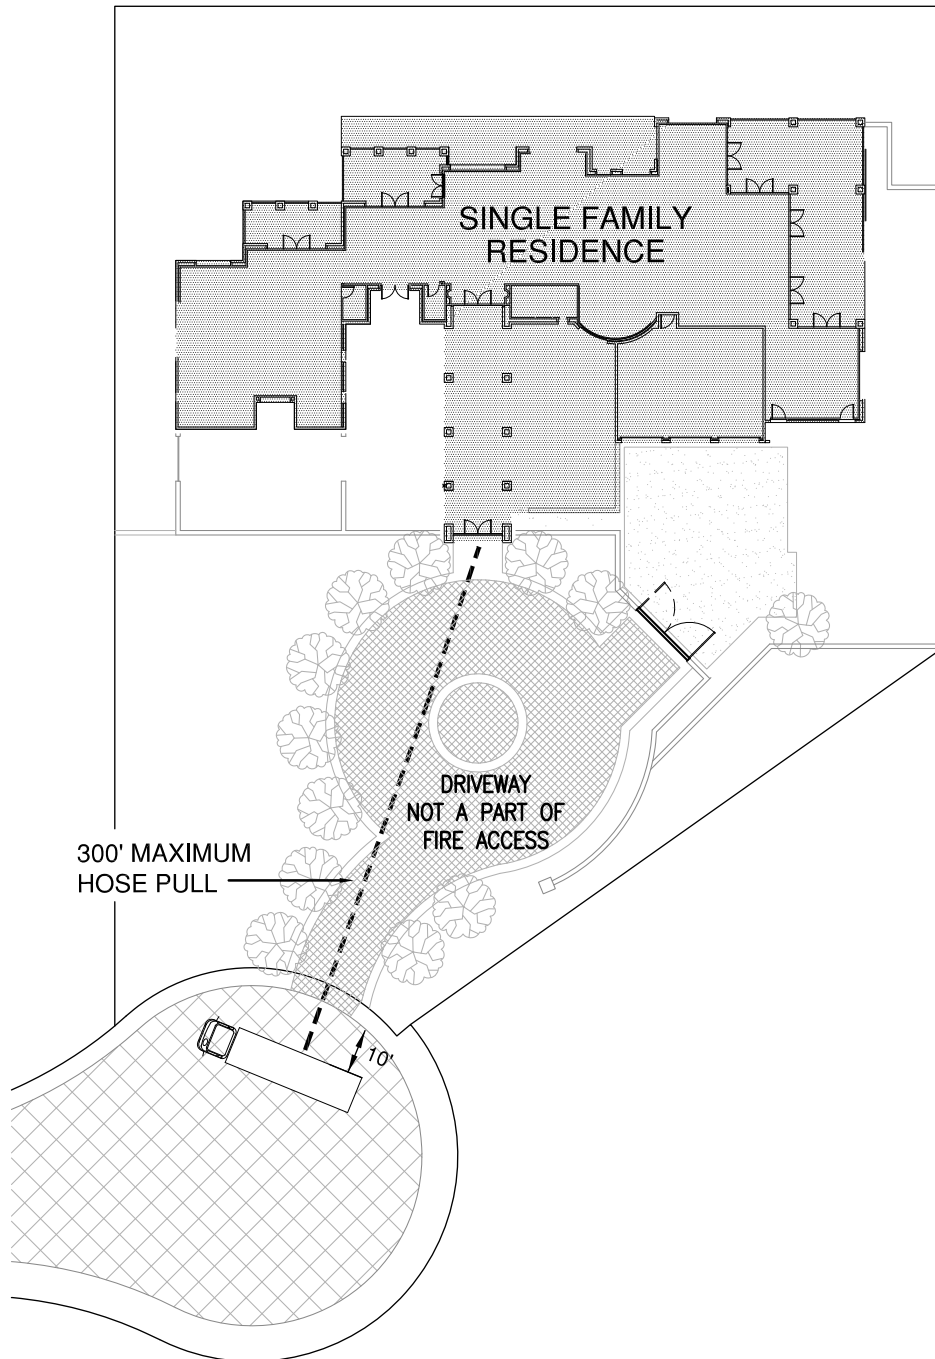 SINGLE FAMILY
RESIDENCE
DRIVEWAY
NOT A PART OF
FIRE ACCESS
300' MAXIMUM
HOSE PULL
10'